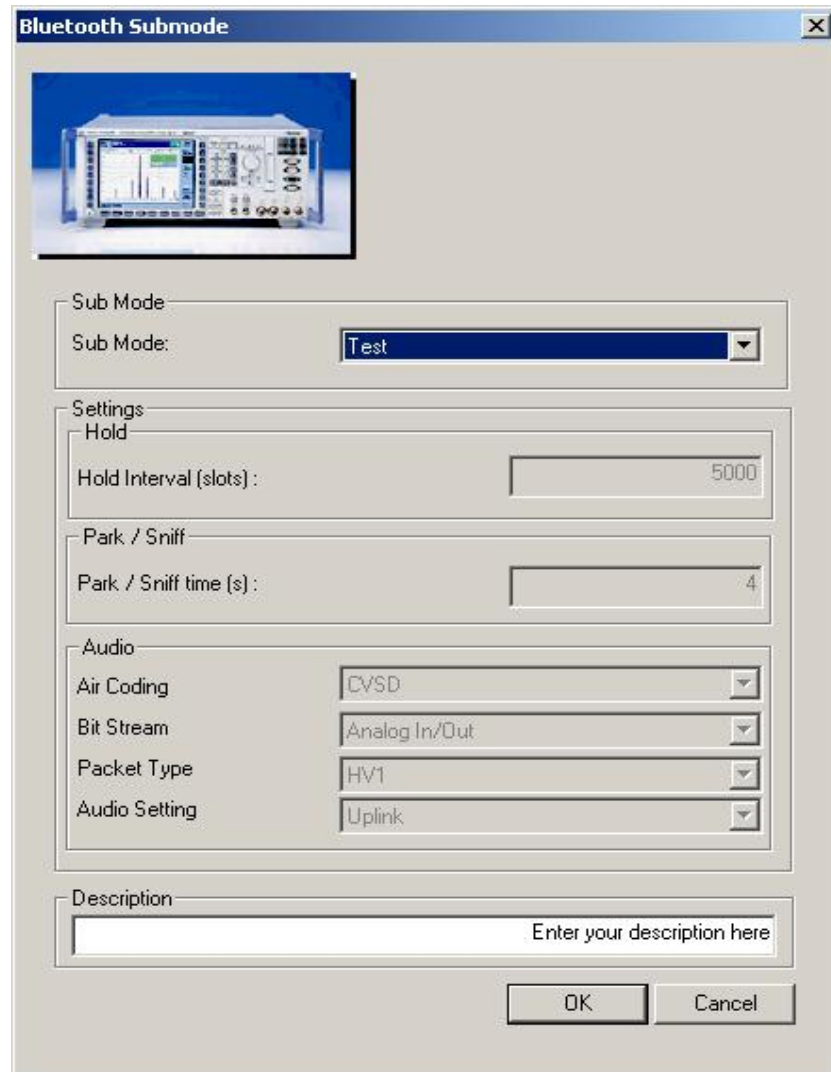 Bluetooth Submode
Sub Mode
Sub Mode:
Test
Settings
Hold
Hold Interval (slots) :
5000
Park / Sniff
Park / Sniff time (s) :
4
Audio
Air Coding
CVSD
Bit Stream
Analog In/Out
Packet Type
HV1
Audio Setting
Uplink
Description
Enter your description here
OK
Cancel